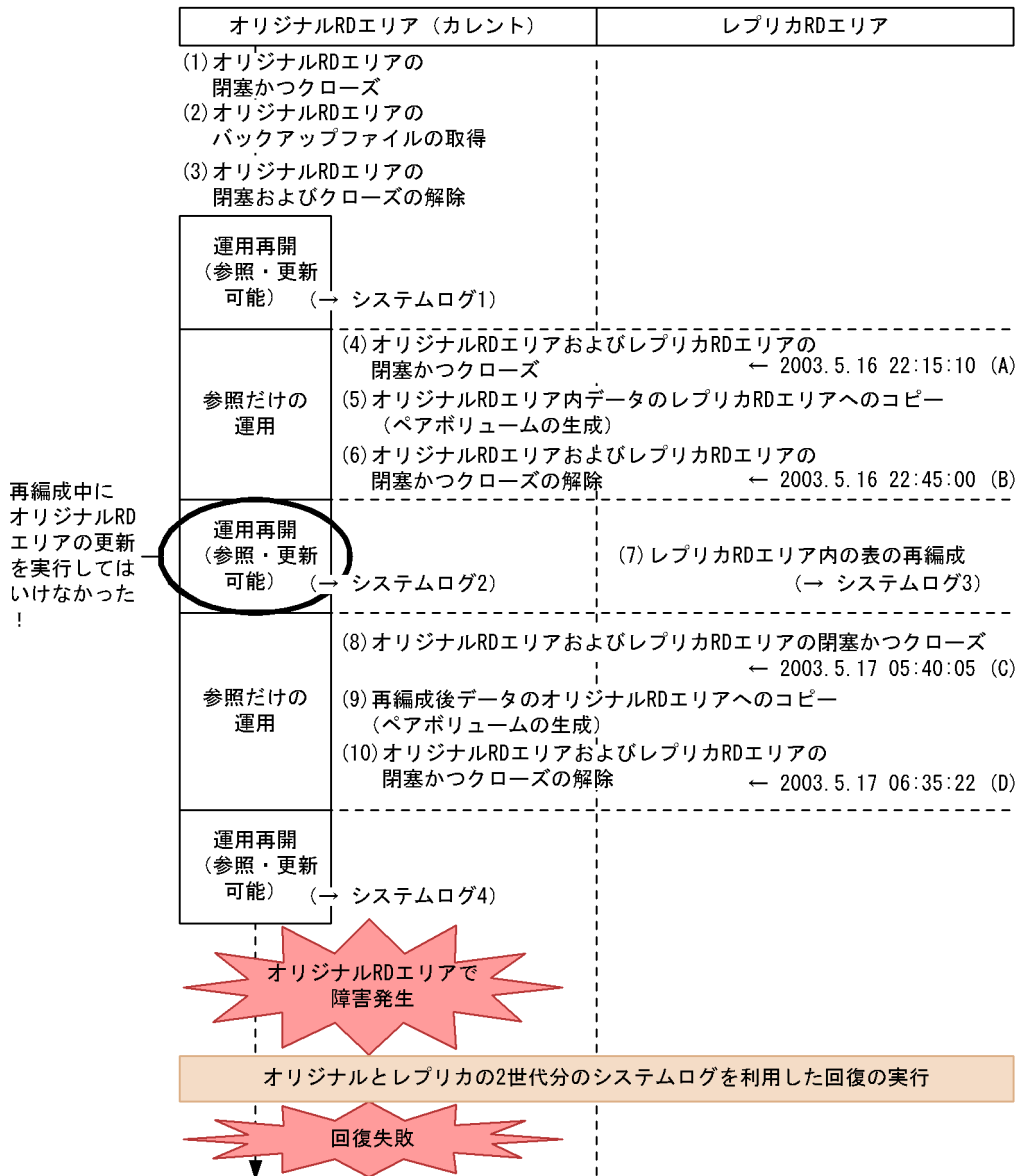 オリジナルRDエリア（カレント）
レプリカRDエリア
(1)オリジナルRDエリアの
閉塞かつクローズ
(2)オリジナルRDエリアの
バックアップファイルの取得
(3)オリジナルRDエリアの
閉塞およびクローズの解除
運用再開
（参照・更新
可能）
（→ システムログ1）
参照だけの
運用
(4)オリジナルRDエリアおよびレプリカRDエリアの
閉塞かつクローズ
← 2003.5.16 22:15:10 (A)
(5)オリジナルRDエリア内データのレプリカRDエリアへのコピー
（ペアボリュームの生成）
(6)オリジナルRDエリアおよびレプリカRDエリアの
閉塞かつクローズの解除
← 2003.5.16 22:45:00 (B)
再編成中に
オリジナルRD
エリアの更新
を実行しては
いけなかった
！
運用再開
（参照・更新
可能）
（→ システムログ2）
(7)レプリカRDエリア内の表の再編成
（→ システムログ3）
参照だけの
運用
(8)オリジナルRDエリアおよびレプリカRDエリアの閉塞かつクローズ
← 2003.5.17 05:40:05 (C)
(9)再編成後データのオリジナルRDエリアへのコピー
（ペアボリュームの生成）
(10)オリジナルRDエリアおよびレプリカRDエリアの
閉塞かつクローズの解除
← 2003.5.17 06:35:22 (D)
運用再開
（参照・更新
可能）
（→ システムログ4）
オリジナルRDエリアで
障害発生
オリジナルとレプリカの2世代分のシステムログを利用した回復の実行
回復失敗